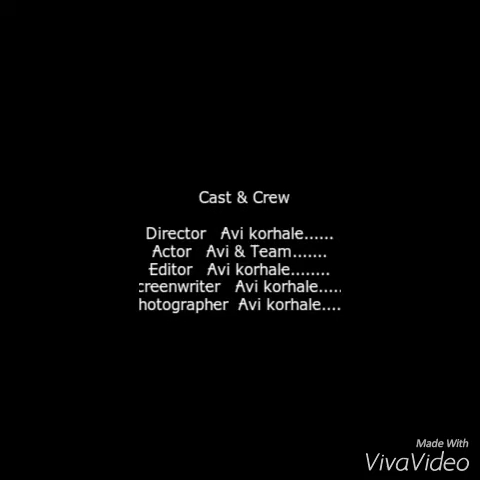 Cast & Crew
Director Avi korhale......
Actor Avi & Team.......
Editor Avi korhale........
creenwriter Avi korhale.....
hotographer Avi korhale....
Made With
VivaVideo